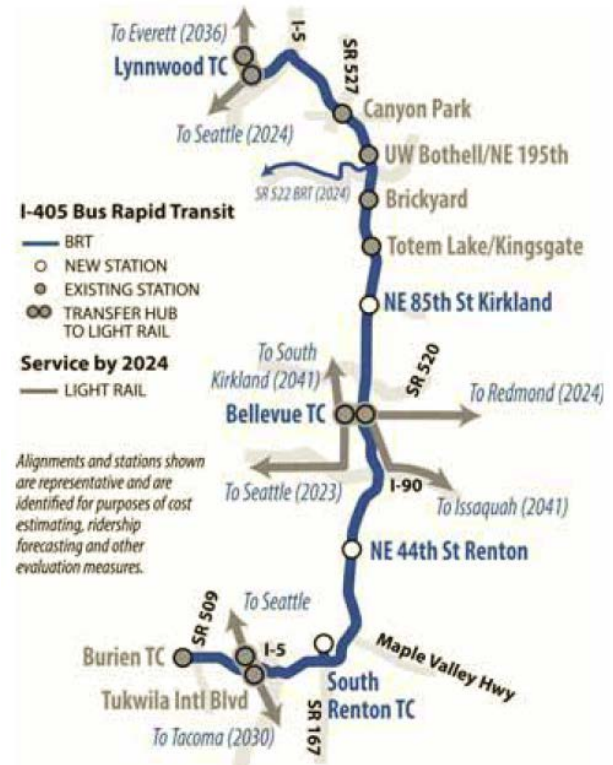 To Everett (2036)
Lynnwood TC
I-5
SR 527
To Seattle (2024)
Canyon Park
UW Bothell/NE 195th
SR 522 BRT (2024)
Brickyard
I-405 Bus Rapid Transit
BRT
NEW STATION
EXISTING STATION
TRANSFER HUB
TO LIGHT RAIL
Service by 2024
LIGHT RAIL
Totem Lake/Kingsgate
NE 85th St Kirkland
To South
Kirkland (2041)
SR 520
To Redmond (2024)
Bellevue TC
To Seattle (2023)
I-90
To Issaquah (2041)
Alignments and stations shown
are representative and are
identified for purposes of cost
estimating, ridership
forecasting and other
evaluation measures.
NE 44th St Renton
SR 509
To Seattle
I-5
Burien TC
Tukwila Intl Blvd
To Tacoma (2030)
SR 167
South
Renton TC
Maple Valley Hwy